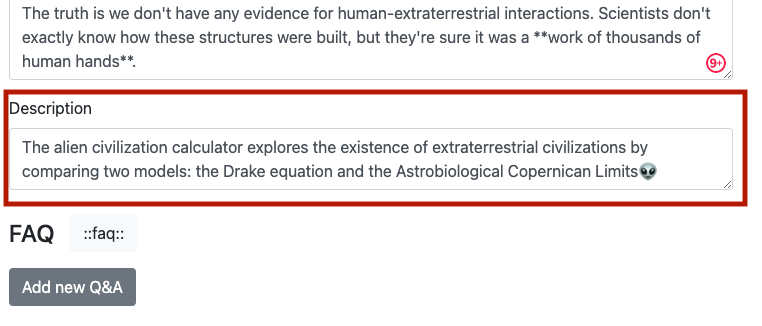 The truth is we don't have any evidence for human-extraterrestrial interactions. Scientists don't
exactly know how these structures were built, but they're sure it was a **work of thousands of
human hands**.
9+
Description
The alien civilization calculator explores the existence of extraterrestrial civilizations by
comparing two models: the Drake equation and the Astrobiological Copernican Limits👽
FAQ ::faq::
Add new Q&A